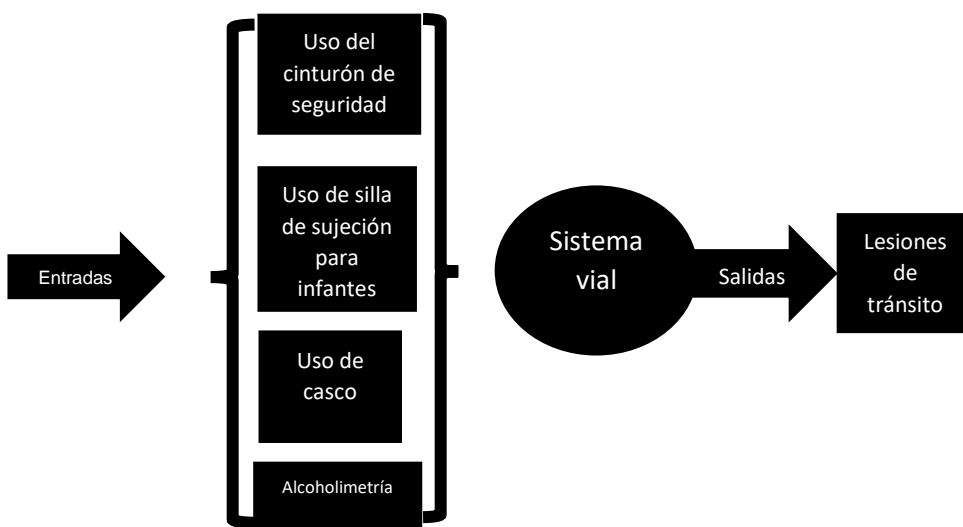 Entradas
Uso del
cinturón de
seguridad
Uso de silla
de sujeción
para
infantes
Uso de
casco
Alcoholimetría
Sistema
vial
Salidas
Lesiones
de
tránsito